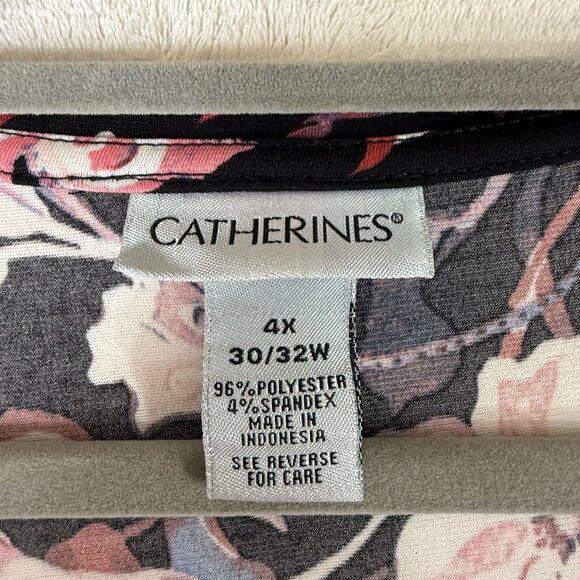 CATHERINES®
4X
30/32W
96%POLYESTER
4%SPANDEX
MADE IN
INDONESIA
SEE REVERSE
FOR CARE